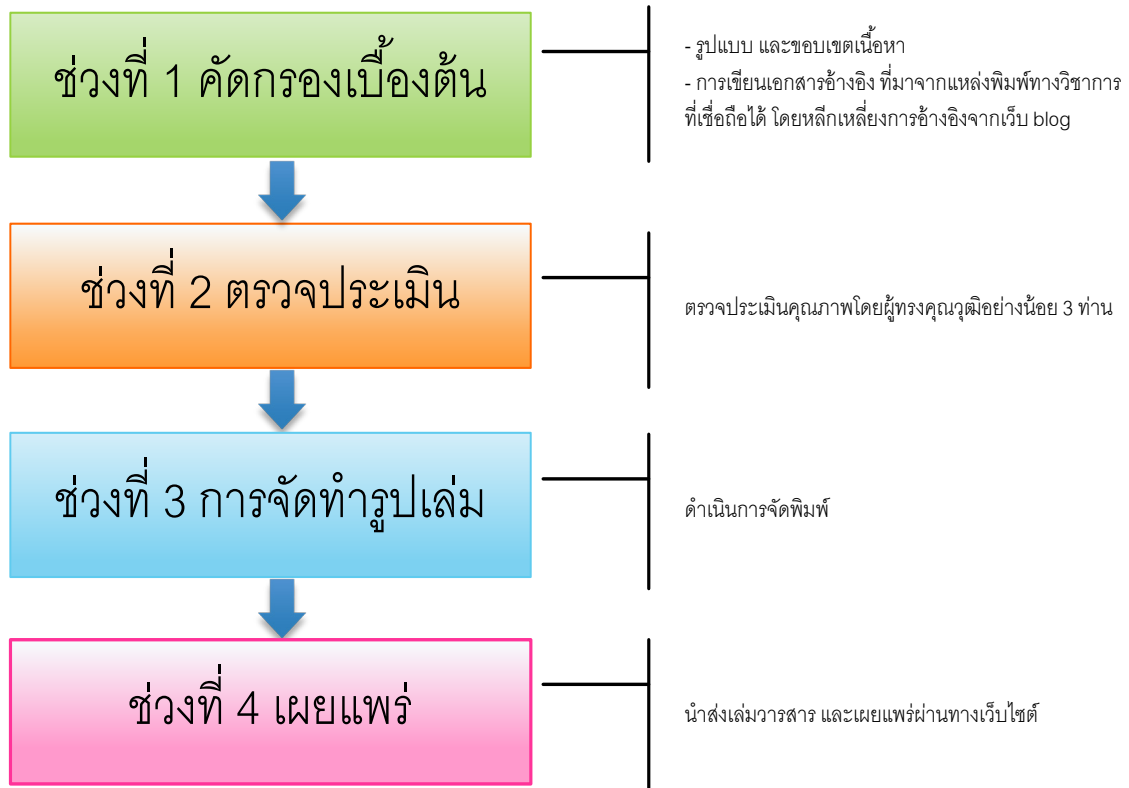 ช่วงที่ 1 คัดกรองเบื้องต้น
- รูปแบบ และขอบเขตเนื้อหา
- การเขียนเอกสารอ้างอิง ที่มาจากแหล่งพิมพ์ทางวิชาการ
ที่เชื่อถือได้ โดยหลีกเหลี่ยงการอ้างอิงจากเว็บ blog
ช่วงที่ 2 ตรวจประเมิน
ตรวจประเมินคุณภาพโดยผู้ทรงคุณวุฒิอย่างน้อย 3 ท่าน
ช่วงที่ 3 การจัดทำรูปเล่ม
ดำเนินการจัดพิมพ์
ช่วงที่ 4 เผยแพร่
นำส่งเล่มวารสาร และเผยแพร่ผ่านทางเว็บไซต์